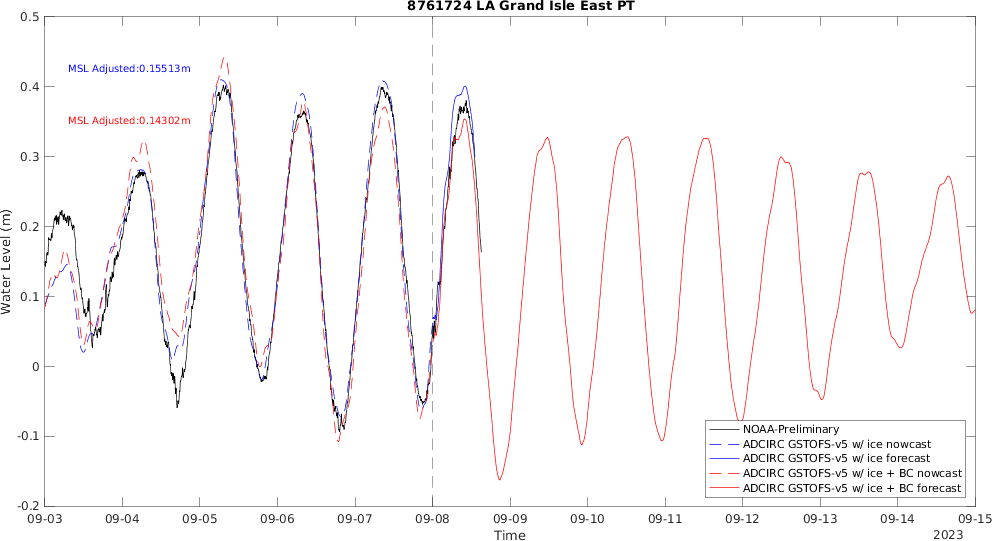 8761724 LA Grand Isle East PT
0.5
0.4
0.3
0.2
0.1
0
-0.1
-0.2
Water Level (m)
MSL Adjusted:0.15513m
MSL Adjusted:0.14302m
NOAA-Preliminary
ADCIRC GSTOFS-v5 w/ ice nowcast
ADCIRC GSTOFS-v5 w/ ice forecast
ADCIRC GSTOFS-v5 w/ ice + BC nowcast
ADCIRC GSTOFS-v5 w/ ice + BC forecast
09-03 09-04 09-05 09-06 09-07 09-08 09-09 09-10 09-11 09-12 09-13 09-14 09-15
Time
2023